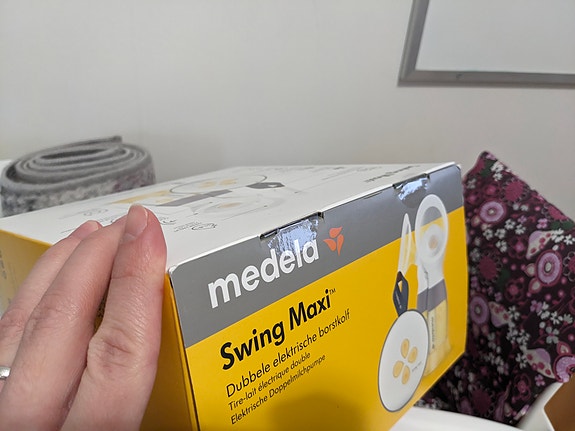 medela
Swing Maxi™
Dubbele elektrische borstkolf
Tire-lait électrique double
Elektrische Doppelmilchpumpe